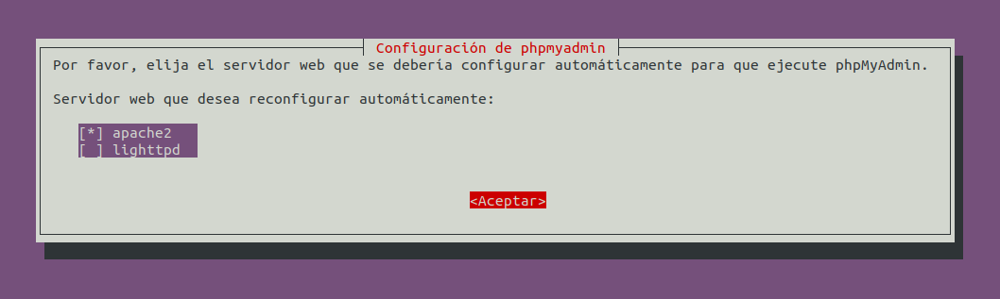 Configuración de phpmyadmin
Por favor, elija el servidor web que se debería configurar automáticamente para que ejecute phpMyAdmin.
Servidor web que desea reconfigurar automáticamente:
[*] apache2
[ ] lighttpd
<Aceptar>